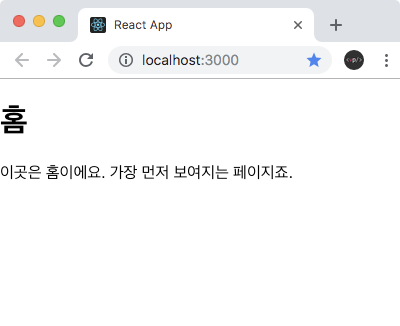 React App
localhost:3000
홈
이곳은 홈이에요. 가장 먼저 보여지는 페이지죠.